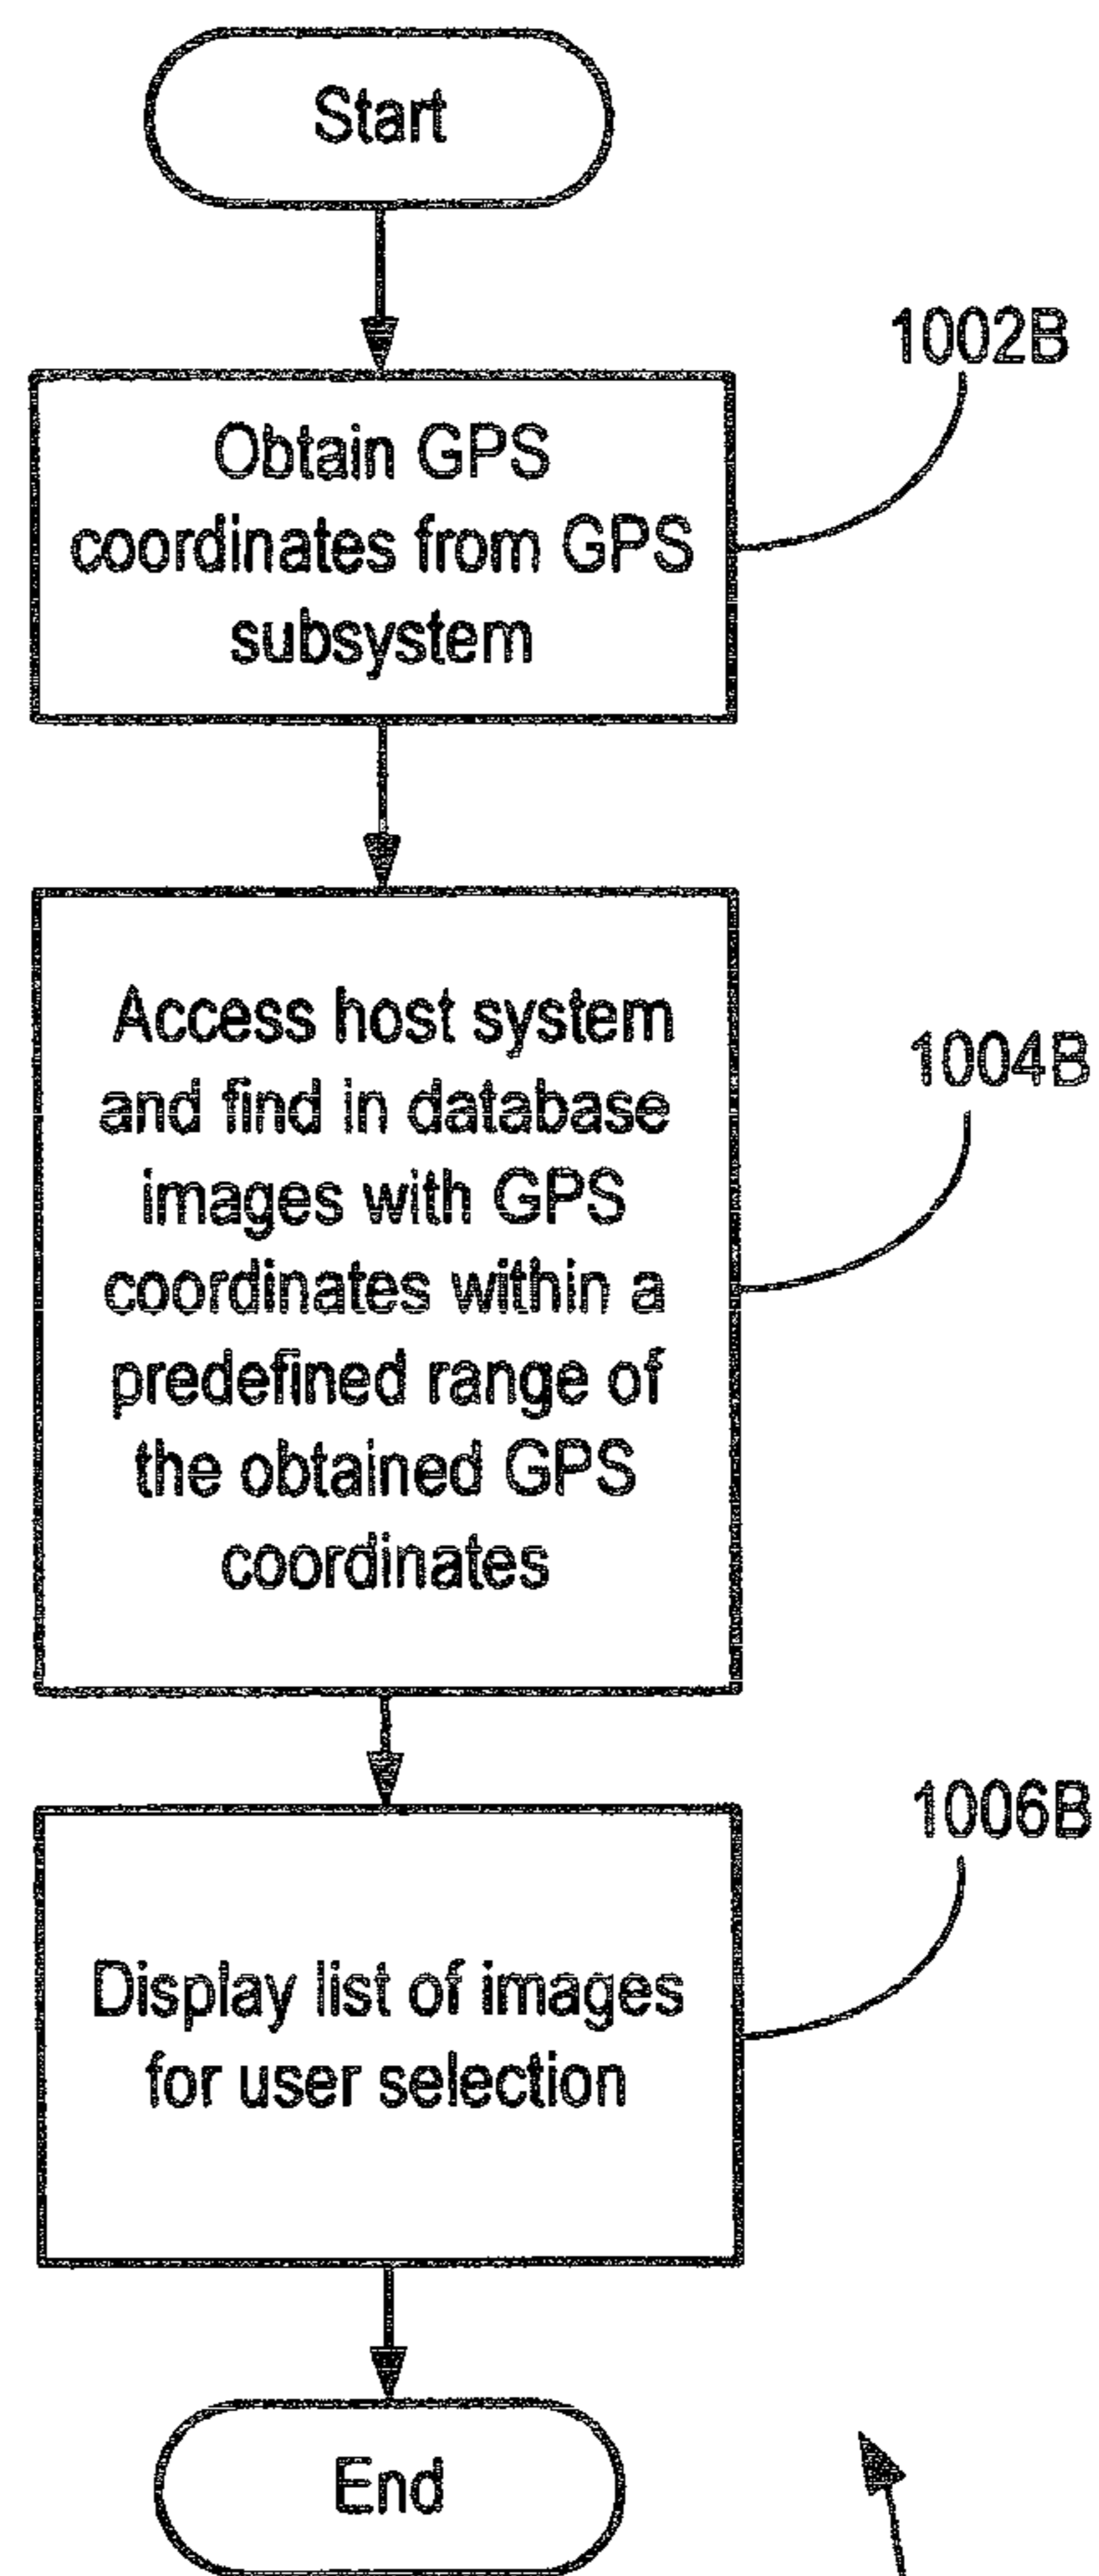 Start
1002B
Obtain GPS
coordinates from GPS
subsystem
1004B
Access host system
and find in database
images with GPS
coordinates within a
predefined range of
the obtained GPS
coordinates
1006B
Display list of images
for user selection
End